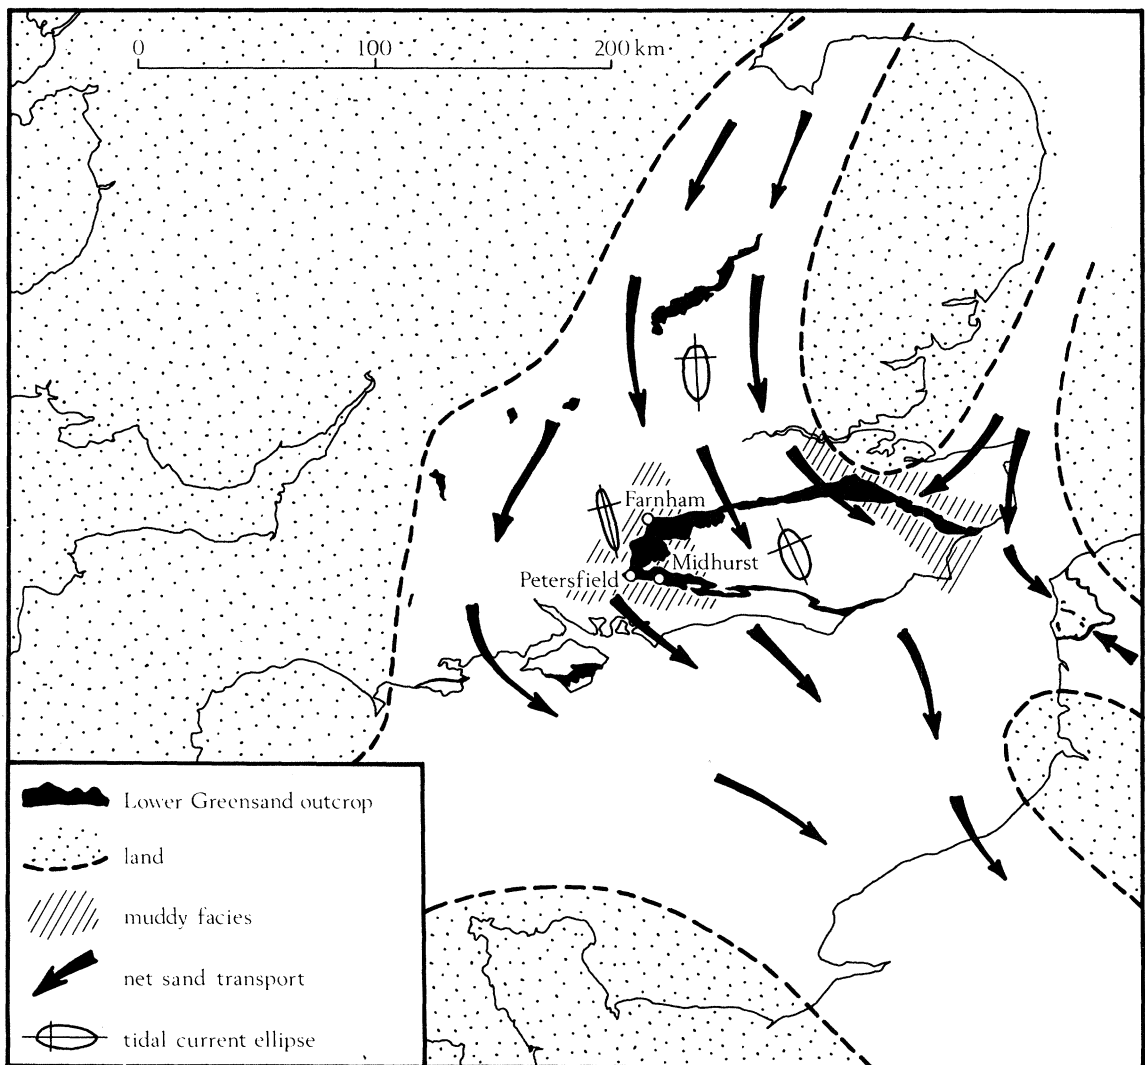 0 100 200 km
Farnham
Midhurst
Petersfield
Lower Greensand outcrop
land
muddy facies
net sand transport
tidal current ellipse